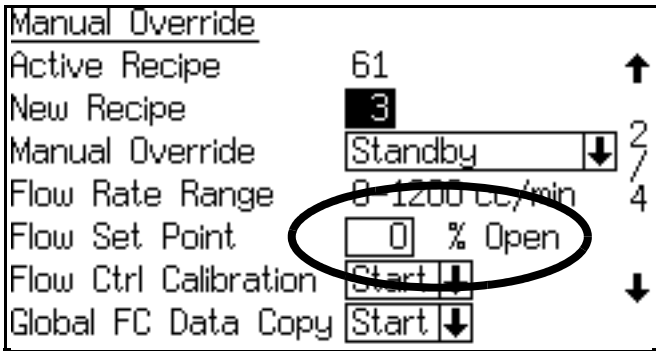 Manual Override
Active Recipe 61
New Recipe 3
Manual Override Standby
Flow Rate Range 0-1200 cc/min
Flow Set Point 0 % Open
Flow Ctrl Calibration Start
Global FC Data Copy Start
2/4